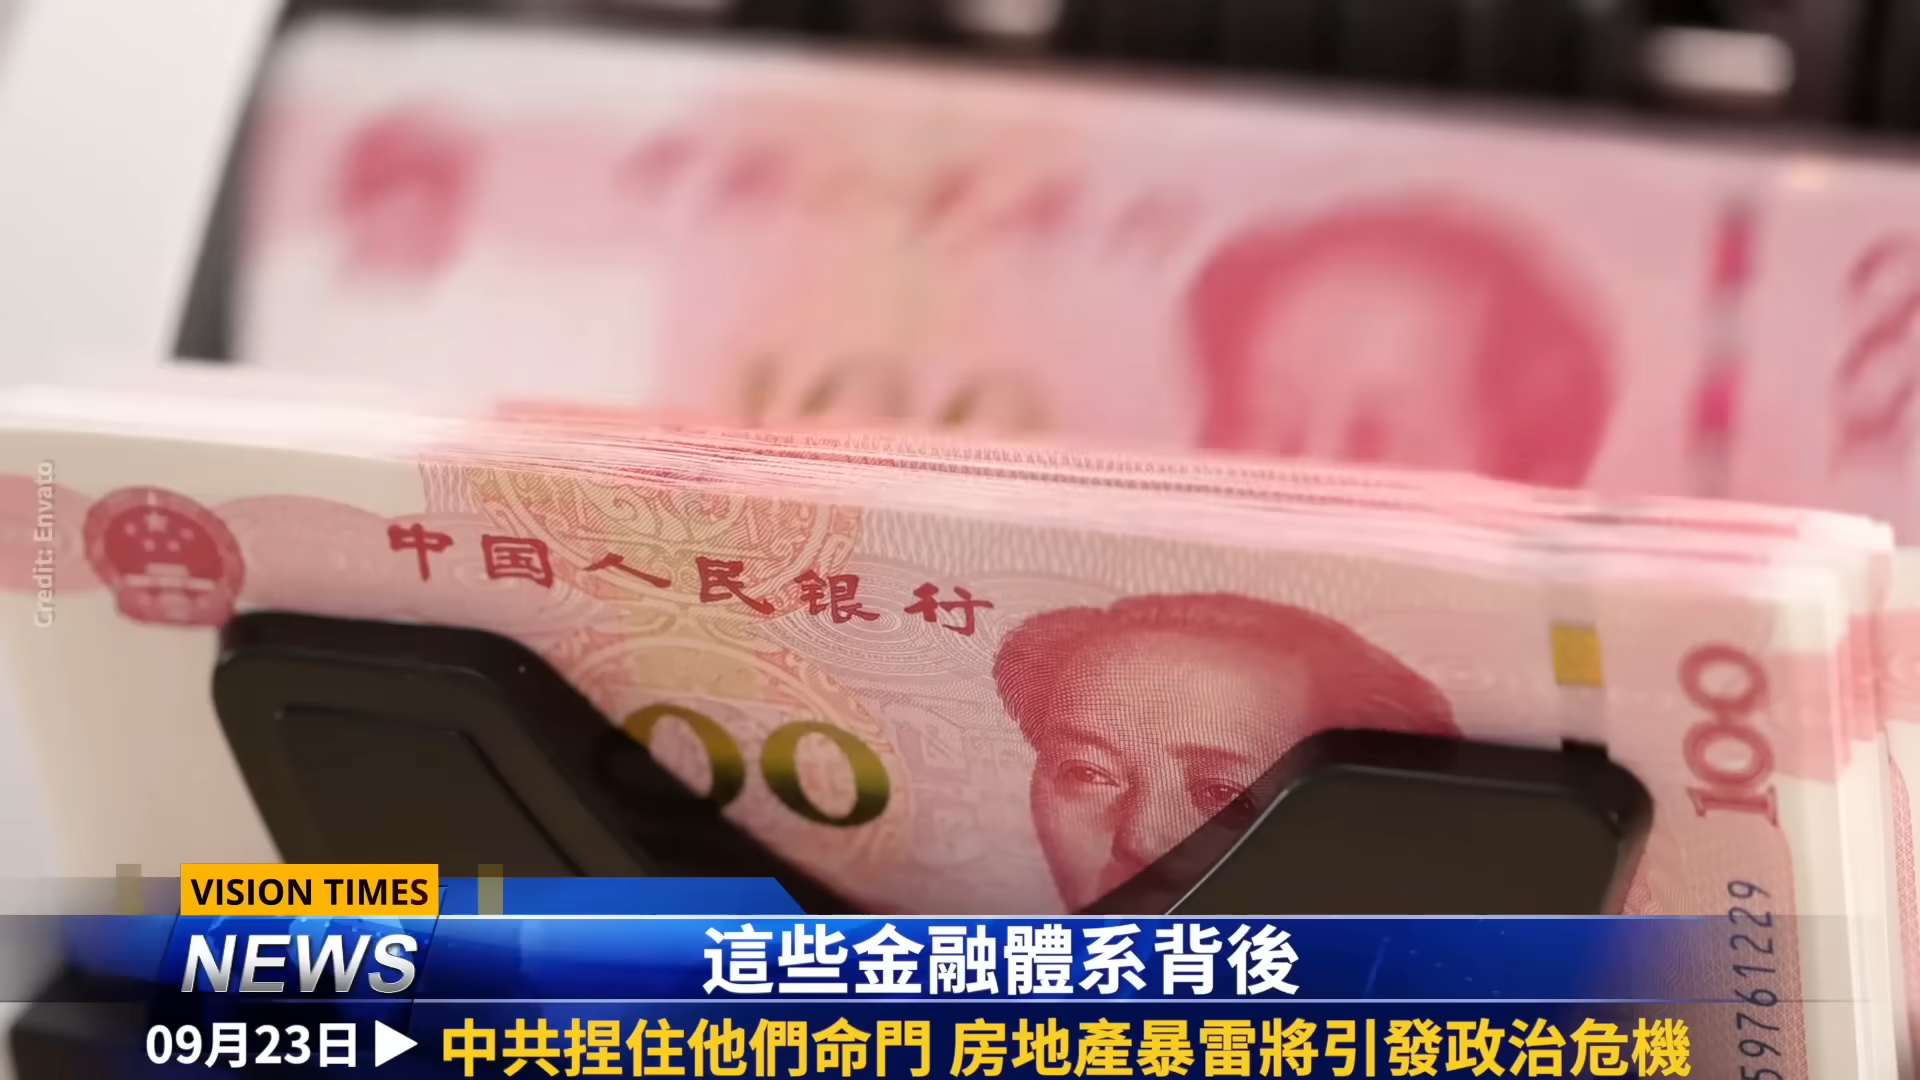 Credit: Envato
中国人民银行
00
100
59761229
VISION TIMES
NEWS
這些金融體系背後
09月23日
中共捏住他們命門 房地產暴雷將引發政治危機